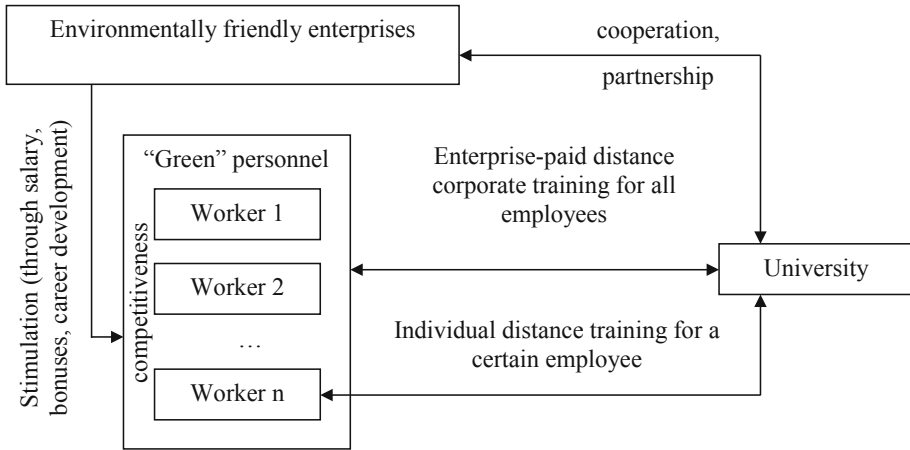 Environmentally friendly enterprises
cooperation,
partnership
Stimulation (through salary,
bonuses, career development)
“Green” personnel
competitiveness
Worker 1
Worker 2
…
Worker n
Enterprise-paid distance
corporate training for all
employees
University
Individual distance training for a
certain employee